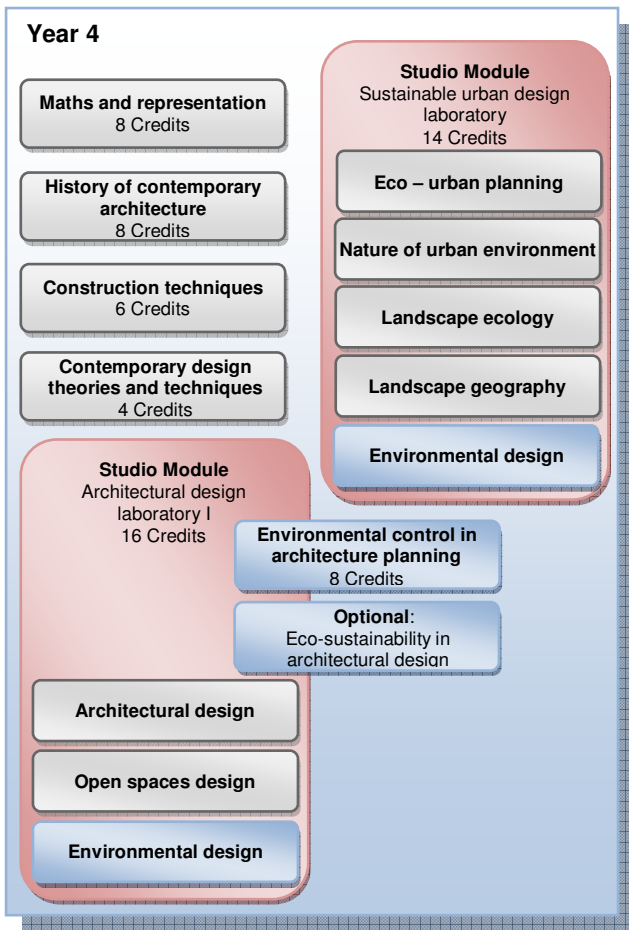 Year 4
Maths and representation
8 Credits
History of contemporary
architecture
8 Credits
Construction techniques
6 Credits
Contemporary design
theories and techniques
4 Credits
Studio Module
Sustainable urban design
laboratory
14 Credits
Eco – urban planning
Nature of urban environment
Landscape ecology
Landscape geography
Environmental design
Studio Module
Architectural design
laboratory I
16 Credits
Environmental control in
architecture planning
8 Credits
Optional:
Eco-sustainability in
architectural design
Architectural design
Open spaces design
Environmental design